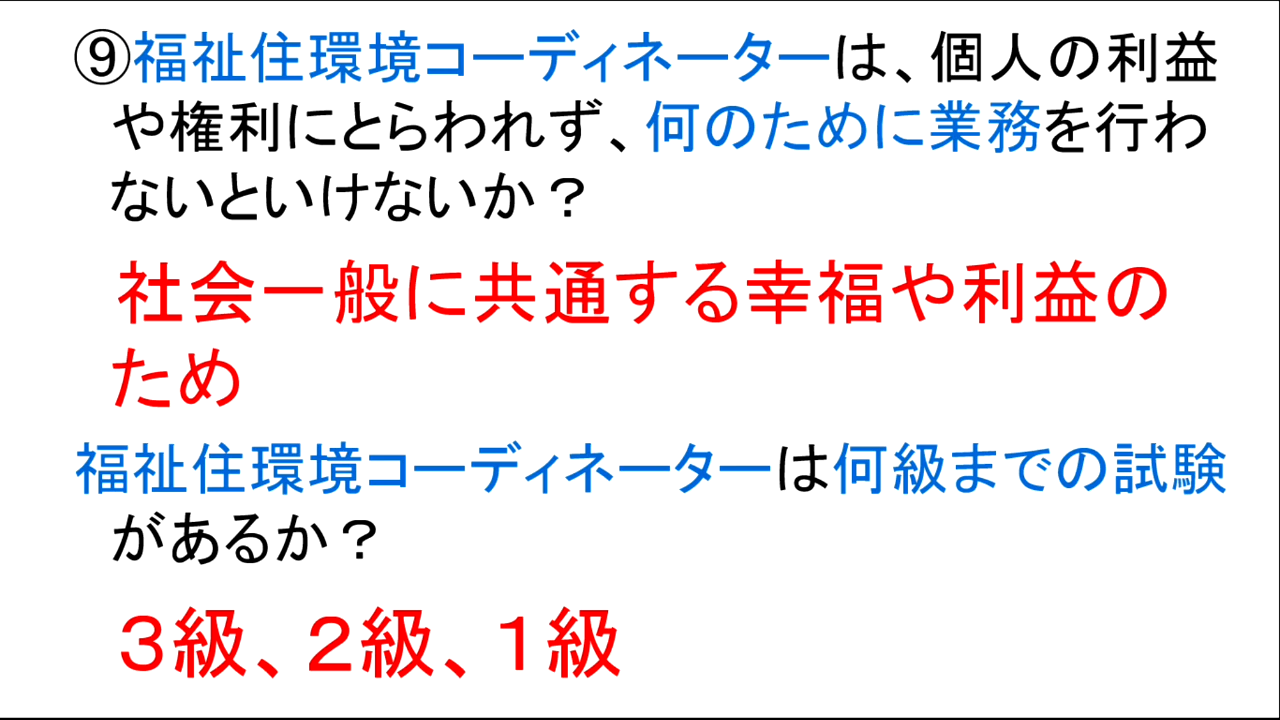 ⑨福祉住環境コーディネーターは、個人の利益
や権利にとらわれず、何のために業務を行わ
ないといけないか？
社会一般に共通する幸福や利益の
ため
福祉住環境コーディネーターは何級までの試験
があるか？
３級、２級、１級